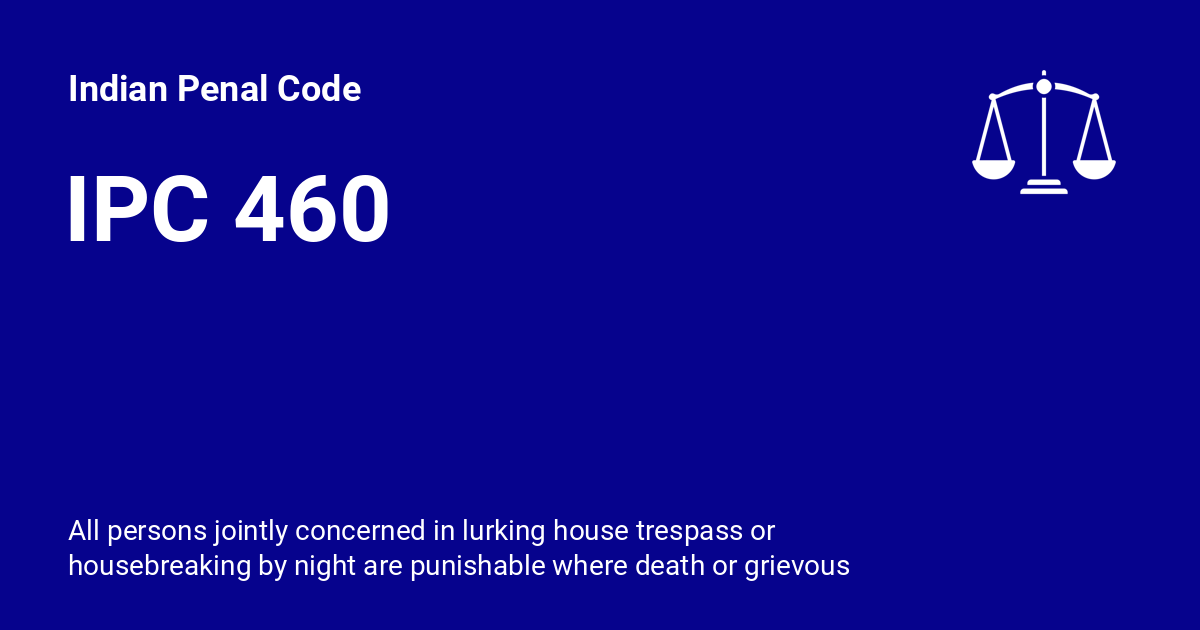 Indian Penal Code
IPC 460
All persons jointly concerned in lurking house trespass or
housebreaking by night are punishable where death or grievous